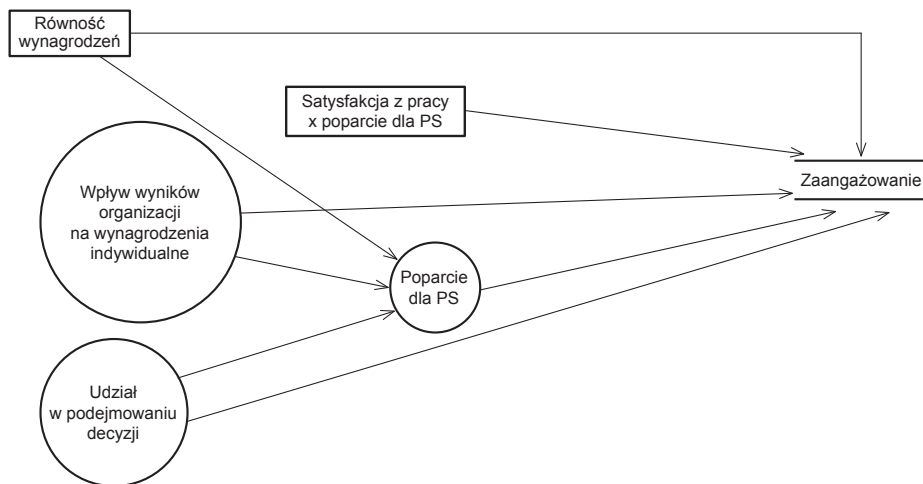 Równość
wynagrodzeń
Satysfakcja z pracy
x poparcie dla PS
Zaangażowanie
Wpływ wyników
organizacji
na wynagrodzenia
indywidualne
Poparcie
dla PS
Udział
w podejmowaniu
decyzji